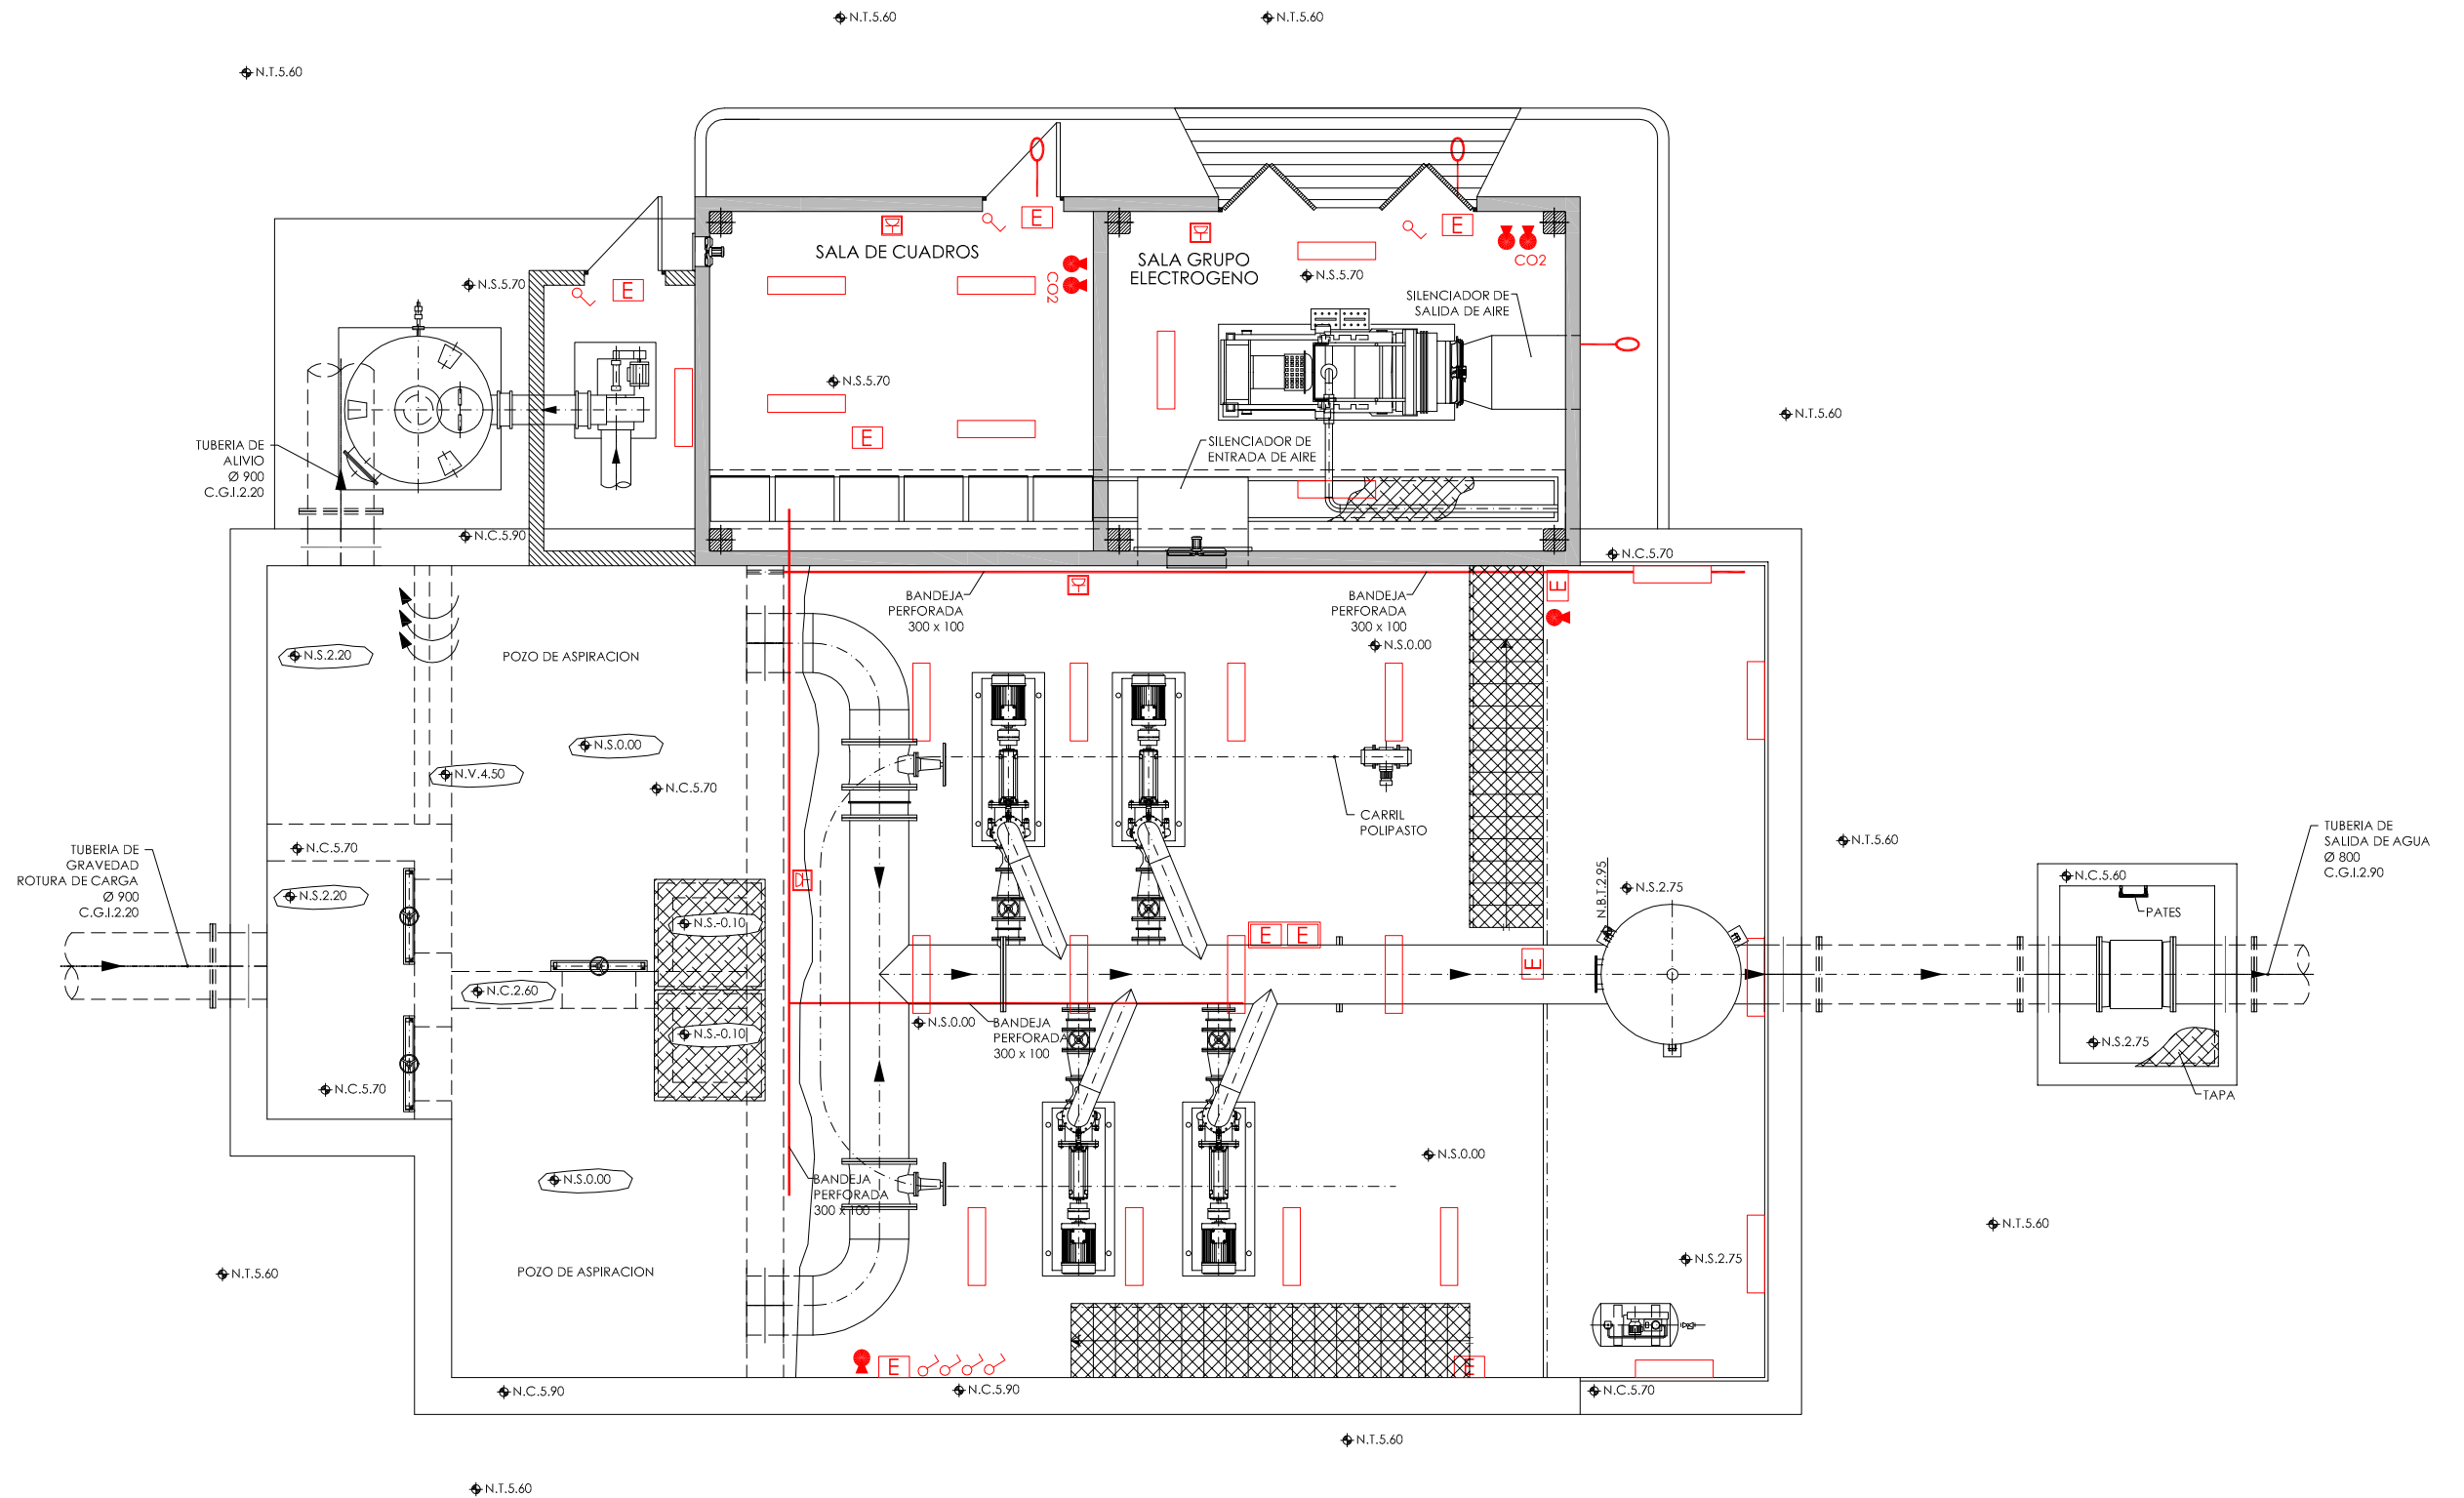 N.T.5.60
N.T.5.60
N.T.5.60
E
E
SALA DE CUADROS
SALA GRUPO
ELECTROGENO
CO2
CO2
N.S.5.70
N.S.5.70
E
SILENCIADOR DE
SALIDA DE AIRE
N.S.5.70
N.T.5.60
E
SILENCIADOR DE
ENTRADA DE AIRE
TUBERIA DE
ALIVIO
Ø 900
C.G.I.2.20
N.C.5.90
N.C.5.70
BANDEJA
PERFORADA
300 x 100
BANDEJA
PERFORADA
300 x 100
E
N.S.0.00
N.S.2.20
POZO DE ASPIRACION
N.S.0.00
N.V.4.50
N.C.5.70
CARRIL
POLIPASTO
TUBERIA DE
GRAVEDAD
ROTURA DE CARGA
Ø 900
C.G.I.2.20
N.C.5.70
N.S.2.20
N.T.5.60
TUBERIA DE
SALIDA DE AGUA
Ø 800
C.G.I.2.90
N.B.T.2.95
N.S.2.75
N.C.5.60
PATES
N.S.-0.10
E E
E
N.C.2.60
N.S.-0.10
N.S.0.00
BANDEJA
PERFORADA
300 x 100
N.S.2.75
TAPA
N.C.5.70
N.S.0.00
BANDEJA
PERFORADA
300 x 100
N.S.0.00
N.T.5.60
N.S.2.75
N.T.5.60
POZO DE ASPIRACION
E
E
N.C.5.90
N.C.5.90
N.C.5.70
N.T.5.60
N.T.5.60